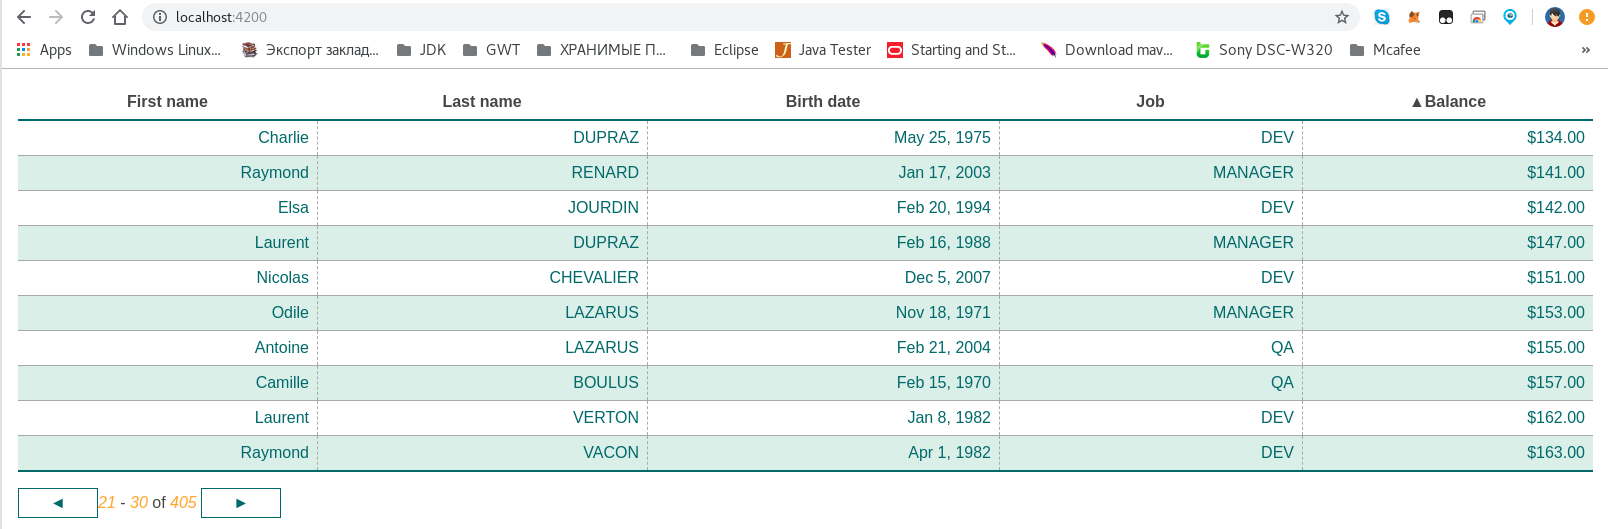 localhost:4200
Apps Windows Linux... Экспорт заклад... JDK GWT ХРАНИМЫЕ П... Eclipse Java Tester Starting and St... Download mav... Sony DSC-W320 Mcafee »
First name Last name Birth date Job ▲Balance
Charlie DUPRAZ May 25, 1975 DEV $134.00
Raymond RENARD Jan 17, 2003 MANAGER $141.00
Elsa JOURDIN Feb 20, 1994 DEV $142.00
Laurent DUPRAZ Feb 16, 1988 MANAGER $147.00
Nicolas CHEVALIER Dec 5, 2007 DEV $151.00
Odile LAZARUS Nov 18, 1971 MANAGER $153.00
Antoine LAZARUS Feb 21, 2004 QA $155.00
Camille BOULUS Feb 15, 1970 QA $157.00
Laurent VERTON Jan 8, 1982 DEV $162.00
Raymond VACON Apr 1, 1982 DEV $163.00
◄ 21 - 30 of 405 ►